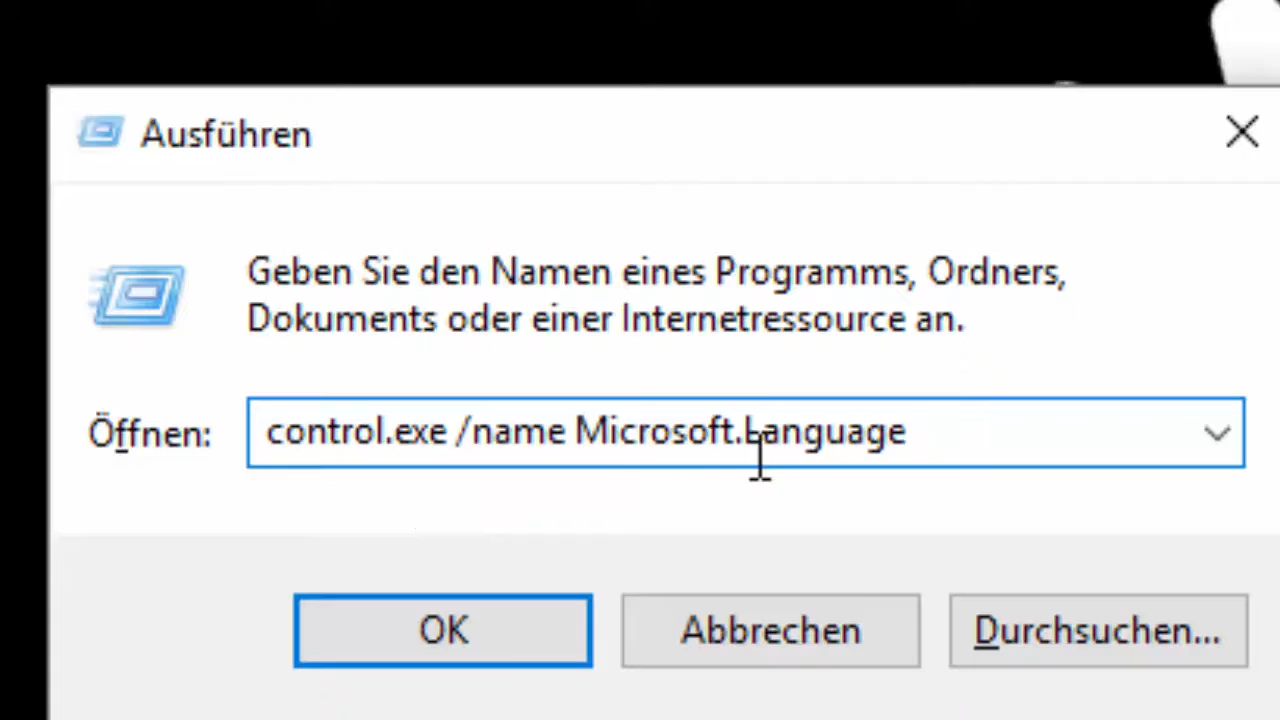 Ausführen
Geben Sie den Namen eines Programms, Ordners,
Dokuments oder einer Internetressource an.
Öffnen: control.exe /name Microsoft.Language
OK Abbrechen Durchsuchen...